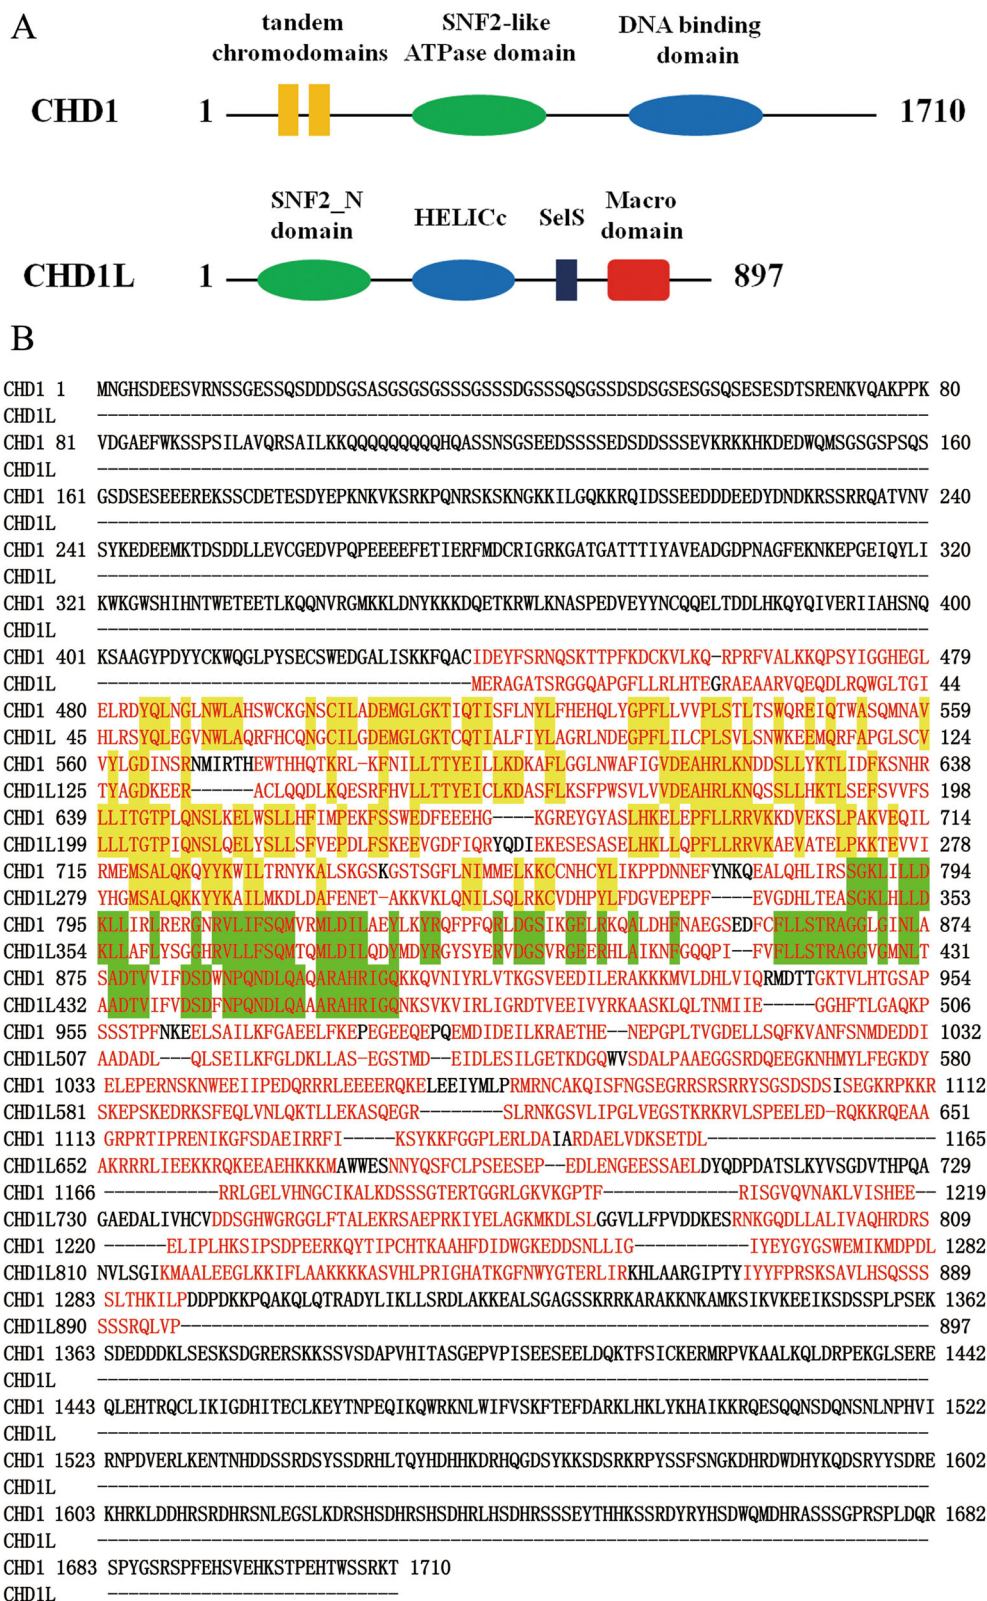 A
tandem chromodomains
SNF2-like ATPase domain
DNA binding domain
CHD1 1 1710
SNF2_N domain
HELICc
SelS
Macro domain
CHD1L 1 897
B
CHD1 1 MNGHSDEESVRNSSGESSQSDDDSGSASGSGSGSSSGSSSDGSSSQSGSSDSDSGSESGSQSESESDTSRENKVQAKPPK 80
CHD1L --------------------------------------------------------------------------------
CHD1 81 VDGAEFWKSSPSILAVQRSAILKKQQQQQQQQQHQASSNSGSEEDSSSSEDSDDSSSEVKRKKHKDEDWQMSGSGSPSQS 160
CHD1L --------------------------------------------------------------------------------
CHD1 161 GSDSESEEEREKSSCDETESDYEPKNKVKSRKPQNRSKSKNGKKILGQKKRQIDSSEEDDDEEDYDNDKRSSRRQATVNV 240
CHD1L --------------------------------------------------------------------------------
CHD1 241 SYKEDEEMKTDSDDLLEVCGEDVPQPEEEEFETIERFMDCRIGRKGATGATTTIYAVEADGDPNAGFEKNKEPGEIQYLI 320
CHD1L --------------------------------------------------------------------------------
CHD1 321 KWKGWSHIHNTWETEETLKQQNVRGMKKLDNYKKKDQETKRWLKNASPEDVEYYNCQQELTDDLHKQYQIVERIIAHSNQ 400
CHD1L --------------------------------------------------------------------------------
CHD1 401 KSAAGYPDYYCKWQGLPYSECSWEDGALISKKFQACIDEYFSRNQSKTTPFKDCKVLKQ-RPRFVALKKQPSYIGGHEGL 479
CHD1L ------------------------------------MERAGATSRGGQAPGFLLRLHTEGRAEAARVQEQDLRQWGLTGI 44
CHD1 480 ELRDYQLNGLNWLAHSWCKGNSCILADEMGLGKTIQTISFLNYLFHEHQLYGPFLLVVPLSTLTSWQREIQTWASQMNAV 559
CHD1L 45 HLRSYQLEGVNWLAQRFHCQNGCILGDEMGLGKTCQTIALFIYLAGRLNDEGPFLILCPLSVLSNWKEEMQRFAPGLSCV 124
CHD1 560 VYLGDINSRNMIRTHEWTHHQTKRL-KFNILLTTYEILLKDKAFLGGLNWAFIGVDEAHRLKNDDSLLYKTLIDFKSNHR 638
CHD1L125 TYAGDKEER-------ACLQQDLKQESRFHVLLTTYEICLKDASFLKSFPWSVLVVDEAHRLKNQSSLLHKTLSEFSVVFS 198
CHD1 639 LLITGTPLQNSLKELWSLLHFIMPEKFSSWEDFEEEHG----KGREYGYASLHKELEPFLLRRVKKDVEKSLPAKVEQIL 714
CHD1L199 LLLTGTPIQNSLQELYSLLSFVEPDLFSKEEVGDFIQRYQDIEKESESASELHKLLQPFLLRRVKAEVATELPKKTEVVI 278
CHD1 715 RMEMSALQKQYYKWILTRNYKALSKGSKGSTSGFLNIMMELKKCCNHCYLIKPPDNNEFYNKQEALQHLIRSSGKLILLD 794
CHD1L279 YHGMSALQKKYYKAILMKDLDAFENET-AKKVKLQNILSQLRKCVDHPYLFDGVEPEPF----EVGDHLTEASGKLHLLD 353
CHD1 795 KLLIRLRERGNRVLIFSQMVRMLDILAEYLKYRQFPFQRLDGSIKGELRKQALDHFNAEGSEDFCFLLSTRAGGLGINLA 874
CHD1L354 KLLAFLYSGGHRVLLFSQMTQMLDILQDYMDYRGYSYERVDGSVRGEERHLAIKNFGQQPI--FVFLLSTRAGGVGMNLT 431
CHD1 875 SADTVVIFDSDWNPQNDLQAQARAHRIGQKKQVNIYRLVTKGSVEEDILERAKKKMVLDHLVIQRMDTTGKTVLHTGSAP 954
CHD1L432 AADTVIFVDSDFNPQNDLQAAARAHRIGQNKSVKVIRLIGRDTVEEIVYRKAASKLQLTNMIIE-----GGHFTLGAQKP 506
CHD1 955 SSSTPFNKEELSAILKFGAEELFKEPEGEEQEPQEMDIDEILKRAETHE--NEPGPLTVGDELLSQFKVANFSNMDEDDI 1032
CHD1L507 AADADL---QLSEILKFGLDKLLAS-EGSTMD--EIDLESILGETKDGQWVSDALPAAEGGSRDQEEGKNHMYLFEGKDY 580
CHD1 1033 ELEPERNSKNWEEIIPEDQRRRLEEEERQKELEEIYMLPRMRNCAKQISFNGSEGRRSRSRRYSGSDSDSISEGKRPKKR 1112
CHD1L581 SKEPSKEDRKSFEQLVNLQKTLLEKASQEGR--------SLRNKGSVLIPGLVEGSTKRKRVLSPEELED-RQKKRQEAA 651
CHD1 1113 GRPRTIPRENIKGFSDAEIRRFI-----KSYKKFGGPLERLDAIARDAELVDKSETDL---------------------- 1165
CHD1L652 AKRRRLIEEKKRQKEEAEHKKKMAWWESNNYQSFCLPSEESEP--EDLENGEESSAELDYQDPDATSLKYVSGDVTHPQA 729
CHD1 1166 -----------RRLGELVHNGCIKALKDSSSGTERTGGRLGKVKGPTF-------------RISGVQVNAKLVISHEE-- 1219
CHD1L730 GAEDALIVHCVDDSGHWGRGGLFTALEKRSAEPRKIYELAGKMKDLSLGGVLLFPVDDKESRNKGQDLLALIVAQHRDRS 809
CHD1 1220 ------ELIPLHKSIPSDPEERKQYTIPCHTKAAHFDIDWGKEDDSNLLIG-----------IYEYGYGSWEMIKMDPDL 1282
CHD1L810 NVLSGIKMAALEEGLKKIFLAAKKKKASVHLPRIGHATKGFNWYGTERLIRKHLAARGIPTYIYYFPRSKSAVLHSQSSS 889
CHD1 1283 SLTHKILPDDPDKKPQAKQLQTRADYLIKLLSRDLAKKEALSGAGSSKRRKARAKKNKAMKSIKVKEEIKSDSSPLPSEK 1362
CHD1L890 SSSRQLVP------------------------------------------------------------------------ 897
CHD1 1363 SDEDDDKLSESKSDGRERSKKSSVSDAPVHITASGEPVPISEESEELDQKTFSICKERMRPVKAALKQLDRPEKGLSERE 1442
CHD1L --------------------------------------------------------------------------------
CHD1 1443 QLEHTRQCLIKIGDHITECLKEYTNPEQIKQWRKNLWIFVSKFTEFDARKLHKLYKHAIKKRQESQQNSDQNSNLNPHVI 1522
CHD1L --------------------------------------------------------------------------------
CHD1 1523 RNPDVERLKENTNHDDSSRDSYSSDRHLTQYHDHHKDRHQGDSYKKSDSRKRPYSSFSNGKDHRDWDHYKQDSRYYSDRE 1602
CHD1L --------------------------------------------------------------------------------
CHD1 1603 KHRKLDDHRSRDHRSNLEGSLKDRSHSDHRSHSDHRLHSDHRSSSEYTHHKSSRDYRYHSDWQMDHRASSSGPRSPLDQR 1682
CHD1L --------------------------------------------------------------------------------
CHD1 1683 SPYGSRSPFEHSVEHKSTPEHTWSSRKT 1710
CHD1L ----------------------------